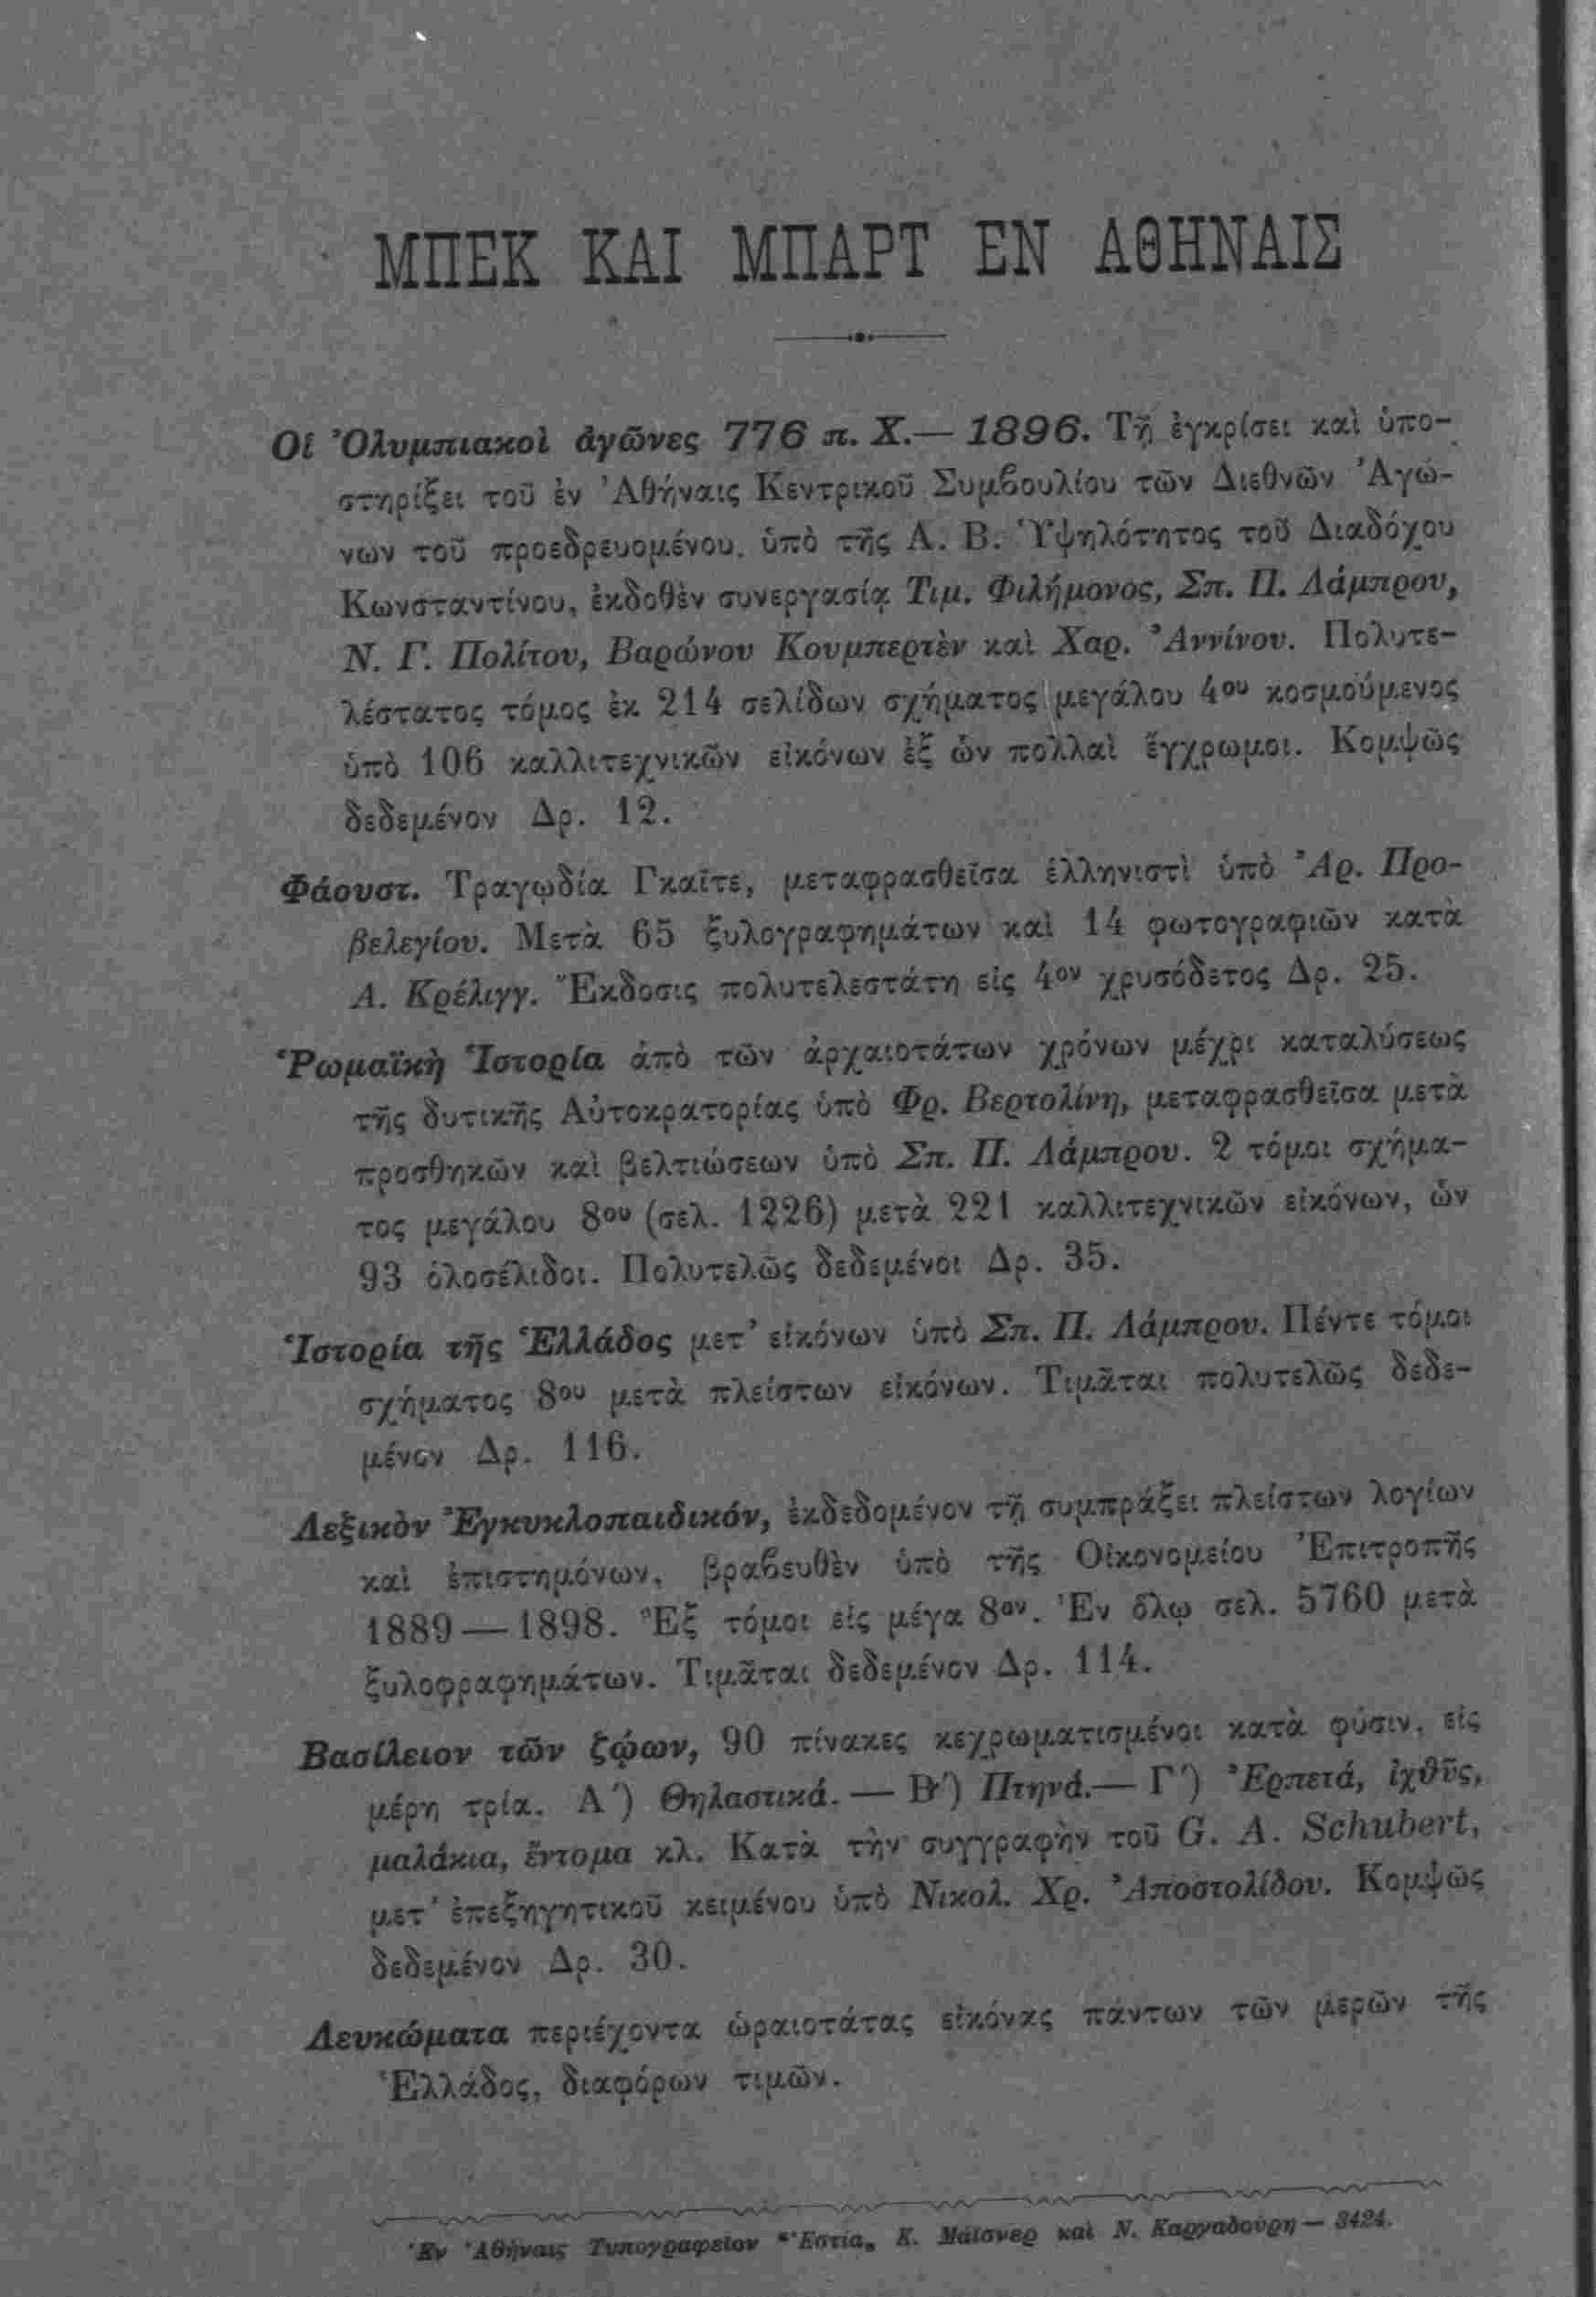 ΜΠΕΚ ΚΑΙ ΜΠΑΡΤ ΕΝ ΑΘΗΝΑΙΣ
Οἱ Ὀλυμπιακοὶ ἀγῶνες 776 π. Χ.— 1896. Τῇ ἐγκρίσει καὶ ὑπο-
στηρίξει τοῦ ἐν Ἀθήναις Κεντρικοῦ Συμβουλίου τῶν Διεθνῶν Ἀγώ-
νων τοῦ προεδρευομένου, ὑπὸ τῆς Α. Β. Ὑψηλότητος τοῦ Διαδόχου
Κωνσταντίνου, ἐκδοθὲν συνεργασίᾳ Τιμ. Φιλήμονος, Σπ. Π. Λάμπρου,
Ν. Γ. Πολίτου, Βαρώνου Κουμπερτὲν καὶ Χαρ. Ἀννίνου. Πολυτε-
λέστατος τόμος ἐκ 214 σελίδων σχήματος μεγάλου 4ου κοσμούμενος
ὑπὸ 106 καλλιτεχνικῶν εἰκόνων ἐξ ὧν πολλαὶ ἔγχρωμοι. Κομψῶς
δεδεμένον Δρ. 12.
Φάουστ. Τραγῳδία Γκαῖτε, μεταφρασθεῖσα ἑλληνιστὶ ὑπὸ Ἀρ. Προ-
βελεγίου. Μετὰ 65 ξυλογραφημάτων καὶ 14 φωτογραφιῶν κατὰ
Α. Κρέλιγγ. Ἔκδοσις πολυτελεστάτη εἰς 4ον χρυσόδετος Δρ. 25.
Ῥωμαϊκὴ Ἱστορία ἀπὸ τῶν ἀρχαιοτάτων χρόνων μέχρι καταλύσεως
τῆς δυτικῆς Αὐτοκρατορίας ὑπὸ Φρ. Βερτολίνη, μεταφρασθεῖσα μετὰ
προσθηκῶν καὶ βελτιώσεων ὑπὸ Σπ. Π. Λάμπρου. 2 τόμοι σχήμα-
τος μεγάλου 8ου (σελ. 1226) μετὰ 221 καλλιτεχνικῶν εἰκόνων, ὧν
93 ὁλοσέλιδοι. Πολυτελῶς δεδεμένοι Δρ. 35.
Ἱστορία τῆς Ἑλλάδος μετ' εἰκόνων ὑπὸ Σπ. Π. Λάμπρου. Πέντε τόμοι
σχήματος 8ου μετὰ πλείστων εἰκόνων. Τιμᾶται πολυτελῶς δεδε-
μένον Δρ. 116.
Λεξικὸν Ἐγκυκλοπαιδικόν, ἐκδεδομένον τῇ συμπράξει πλείστων λογίων
καὶ ἐπιστημόνων, βραβευθὲν ὑπὸ τῆς Οἰκονομείου Ἐπιτροπῆς
1889 — 1898. Ἓξ τόμοι εἰς μέγα 8ον. Ἐν ὅλῳ σελ. 5760 μετὰ
ξυλοφραφημάτων. Τιμᾶται δεδεμένον Δρ. 114.
Βασίλειον τῶν ζῴων, 90 πίνακες κεχρωματισμένοι κατὰ φύσιν, εἰς
μέρη τρία. Α΄) Θηλαστικά. — Β΄) Πτηνά.— Γ΄) Ἑρπετά, ἰχθῦς,
μαλάκια, ἔντομα κλ. Κατὰ τὴν συγγραφὴν τοῦ G. A. Schubert,
μετ' ἐπεξηγητικοῦ κειμένου ὑπὸ Νικολ. Χρ. Ἀποστολίδου. Κομψῶς
δεδεμένον Δρ. 30.
Λευκώματα περιέχοντα ὡραιοτάτας εἰκόνας πάντων τῶν μερῶν τῆς
Ἑλλάδος, διαφόρων τιμῶν.
Ἐν Ἀθήναις Τυπογραφεῖον "Ἑστία„ Κ. Μάϊσνερ καὶ Ν. Καργαδούρη — 3424.